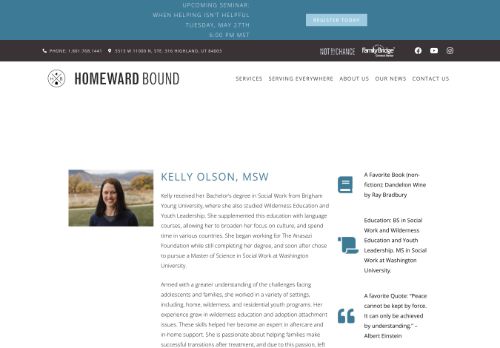 UPCOMING SEMINAR:
WHEN HELPING ISN'T HELPFUL
TUESDAY, MAY 27TH
6:00 PM MST
REGISTER TODAY
PHONE: 1.801.768.1441
5513 W 11000 N, STE. 316 HIGHLAND, UT 84003
NOT BY CHANCE
FamilyBridge
HOMEWARD BOUND
SERVICES
SERVING EVERYWHERE
ABOUT US
OUR NEWS
CONTACT US
KELLY OLSON, MSW
Kelly received her Bachelor's degree in Social Work from Brigham
Young University, where she also studied Wilderness Education and
Youth Leadership. She supplemented this education with language
courses, allowing her to broaden her focus on culture, and spend
time in various countries. She began working for The Anasazi
Foundation while still completing her degree, and soon after chose
to pursue a Master of Science in Social Work at Washington
University
Armed with a greater understanding of the challenges facing
adolescents and families, she worked in a variety of settings,
including, home, wilderness, and residential youth programs. Her
experience grew in wilderness education and adoption attachment
issues. These skills helped her become an expert in aftercare and
in-home support. She is passionate about helping families make
successful transitions after treatment, and due to this passion, left
A Favorite Book (non-
fiction): Dandelion Wine
by Ray Bradbury
Education: BS in Social
Work and Wilderness
Education and Youth
Leadership. MS in Social
Work at Washington
University.
A favorite Quote: "Peace
cannot be kept by force.
It can only be achieved
by understanding." –
Albert Einstein